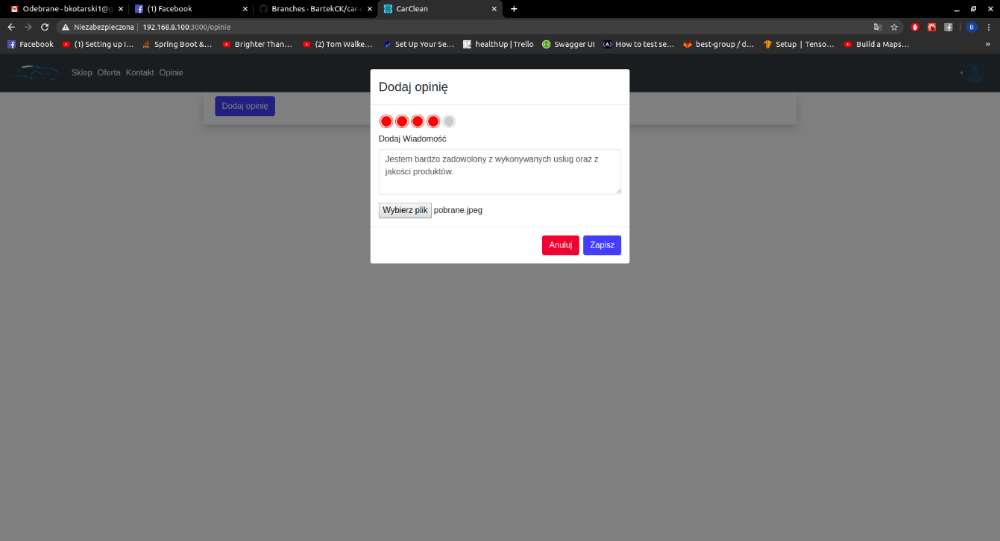 Odebrane - bkotarski1@g
(1) Facebook
Branches · BartekCK/car-c
CarClean
Niezabezpieczona
192.168.8.100:3000/opinie
B
Facebook
(1) Setting up I…
Spring Boot &…
Brighter Than…
(2) Tom Walke…
Set Up Your Se…
healthUp | Trello
Swagger UI
How to test se…
best-group / d…
Setup | Tenso…
Build a Maps…
»
Sklep Oferta Kontakt Opinie
Dodaj opinię
Dodaj opinię
Dodaj Wiadomość
Jestem bardzo zadowolony z wykonywanych uslug oraz z
jakości produktów.
Wybierz plik pobrane.jpeg
Anuluj Zapisz